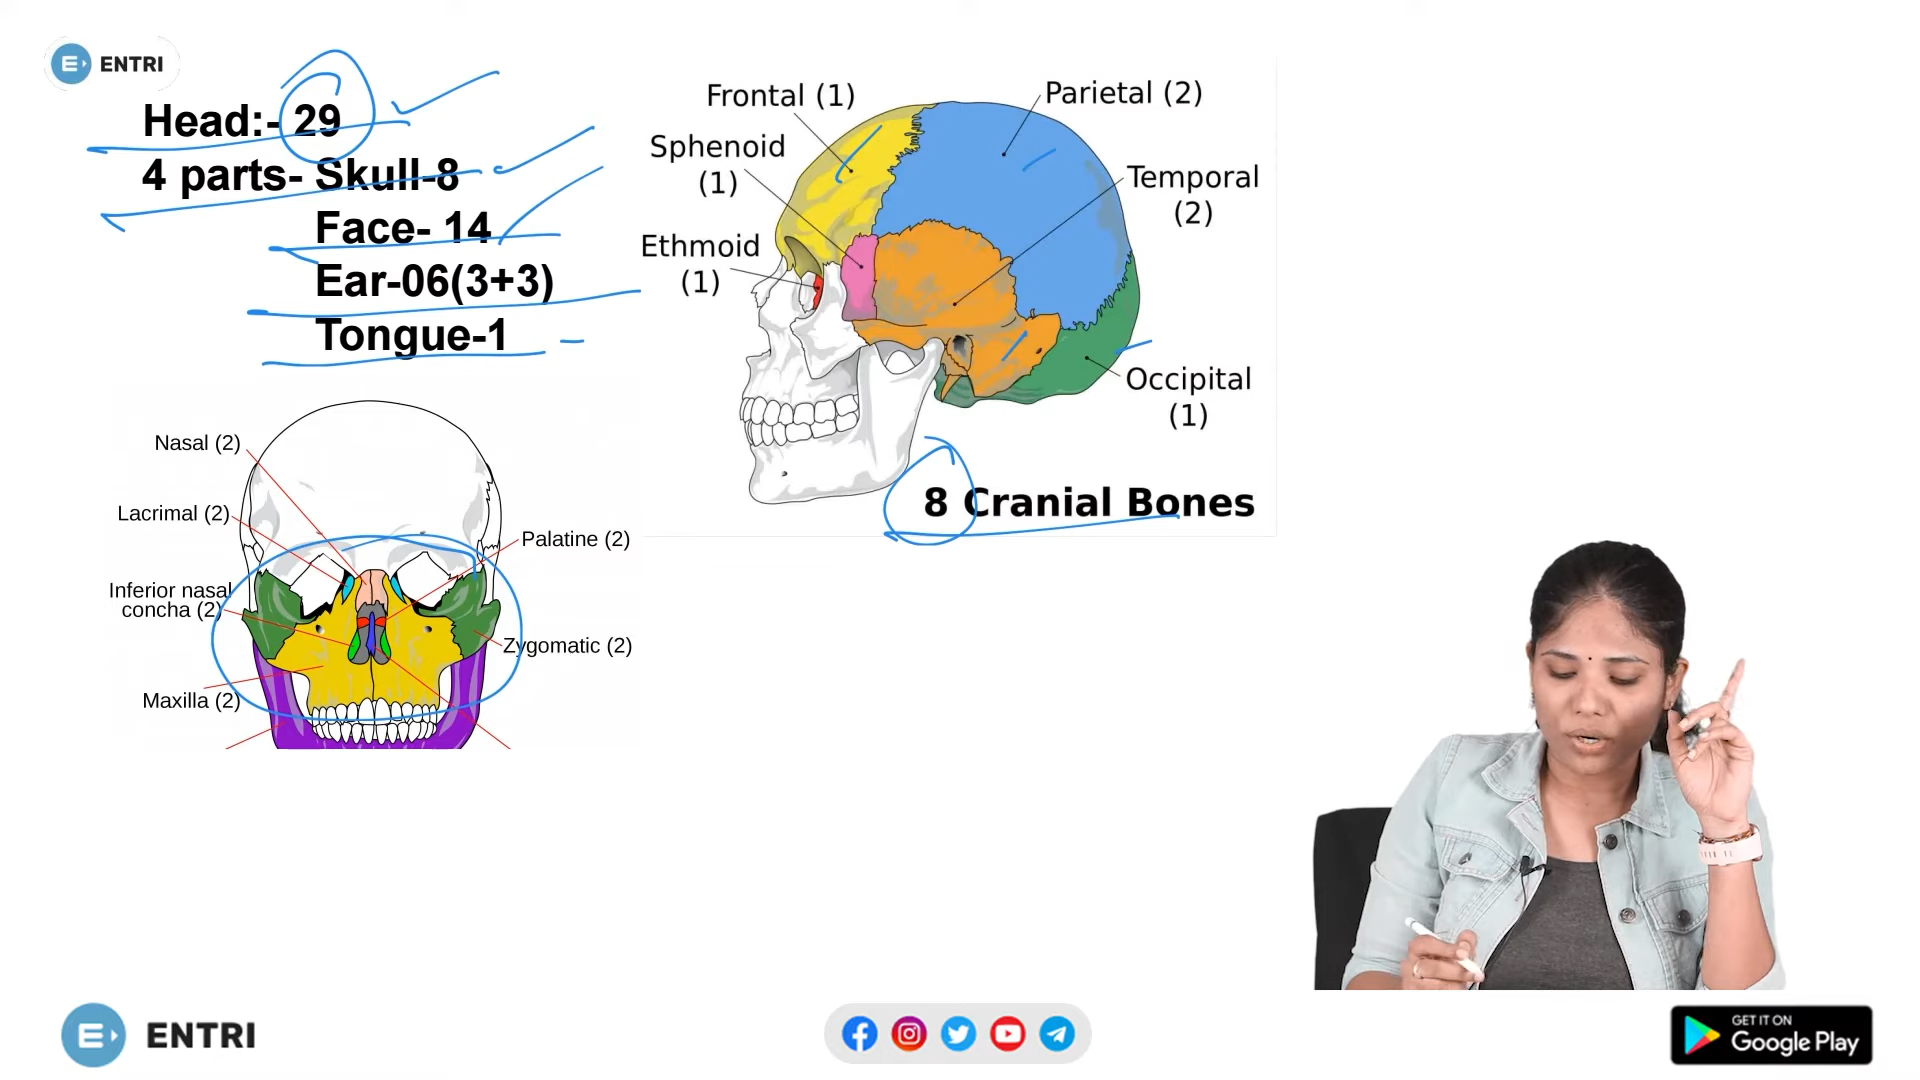 ENTRI
Head:- 29
4 parts- Skull-8
Face- 14
Ear-06(3+3)
Tongue-1
Frontal (1)
Parietal (2)
Sphenoid
(1)
Temporal
(2)
Ethmoid
(1)
Occipital
(1)
8 Cranial Bones
Nasal (2)
Lacrimal (2)
Palatine (2)
Inferior nasal
concha (2)
Zygomatic (2)
Maxilla (2)
ENTRI
GET IT ON
Google Play